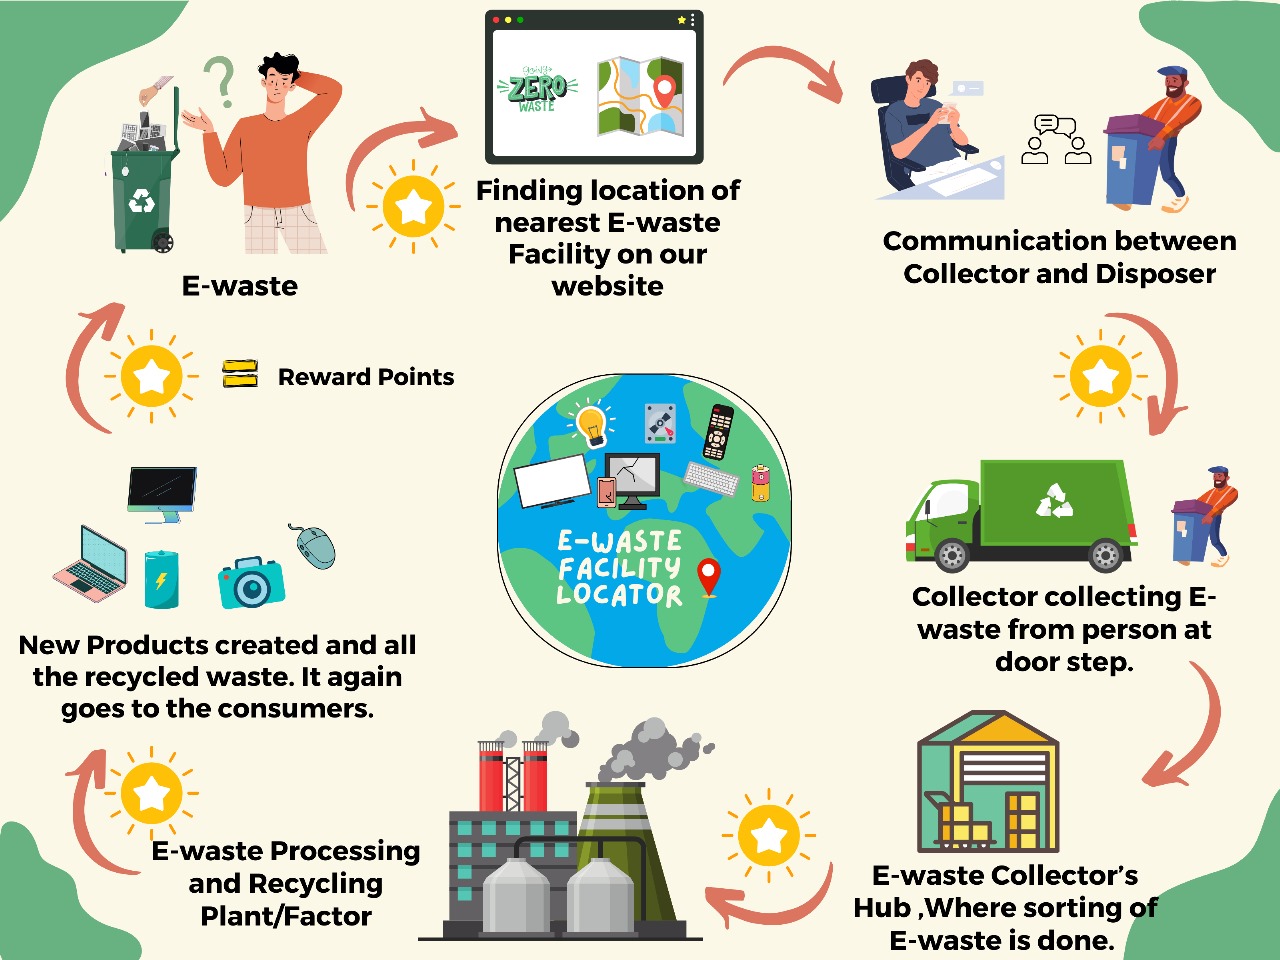 going
ZERO
WASTE
Finding location of
nearest E-waste
Facility on our
website
Communication between
Collector and Disposer
E-waste
Reward Points
E-WASTE
FACILITY
LOCATOR
Collector collecting E-
waste from person at
door step.
New Products created and all
the recycled waste. It again
goes to the consumers.
E-waste Processing
and Recycling
Plant/Factor
E-waste Collector’s
Hub ,Where sorting of
E-waste is done.